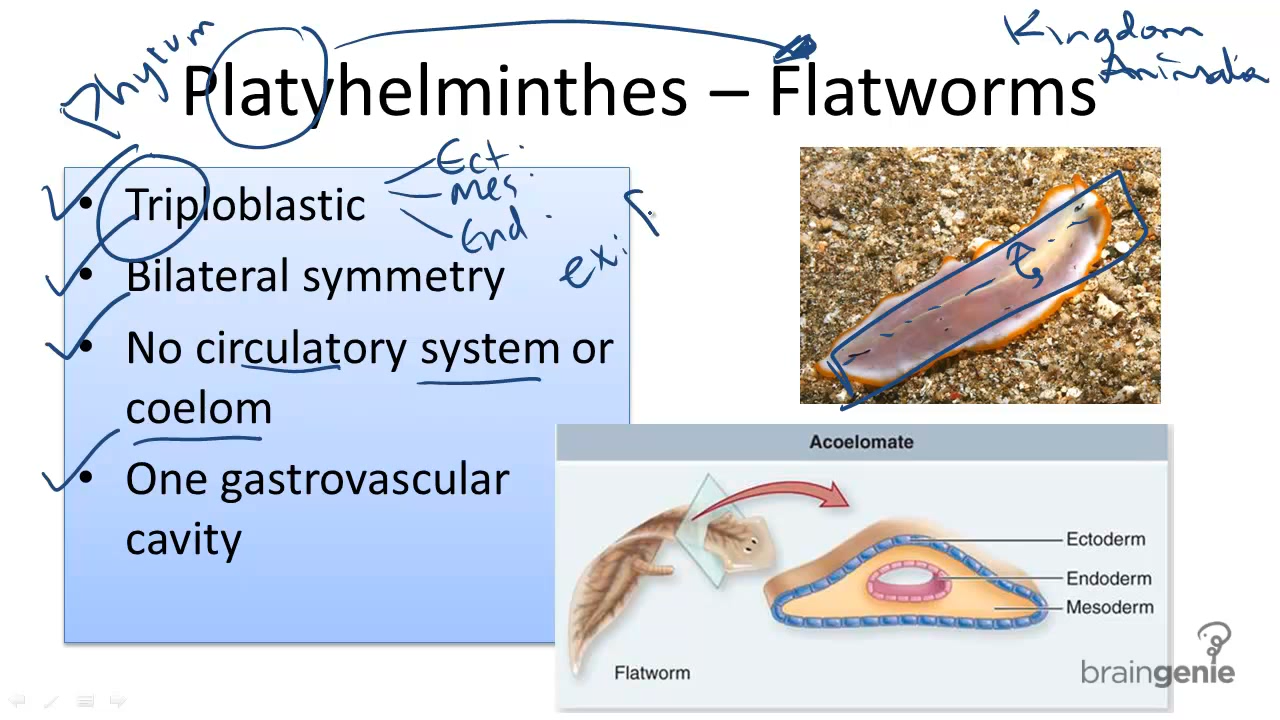 Kingdom
Animalia
Phylum
Platyhelminthes – Flatworms
• Triploblastic
Ect.
Mes.
End.
• Bilateral symmetry
ex:
• No circulatory system or
coelom
• One gastrovascular
cavity
Acoelomate
Ectoderm
Endoderm
Mesoderm
Flatworm
braingenie